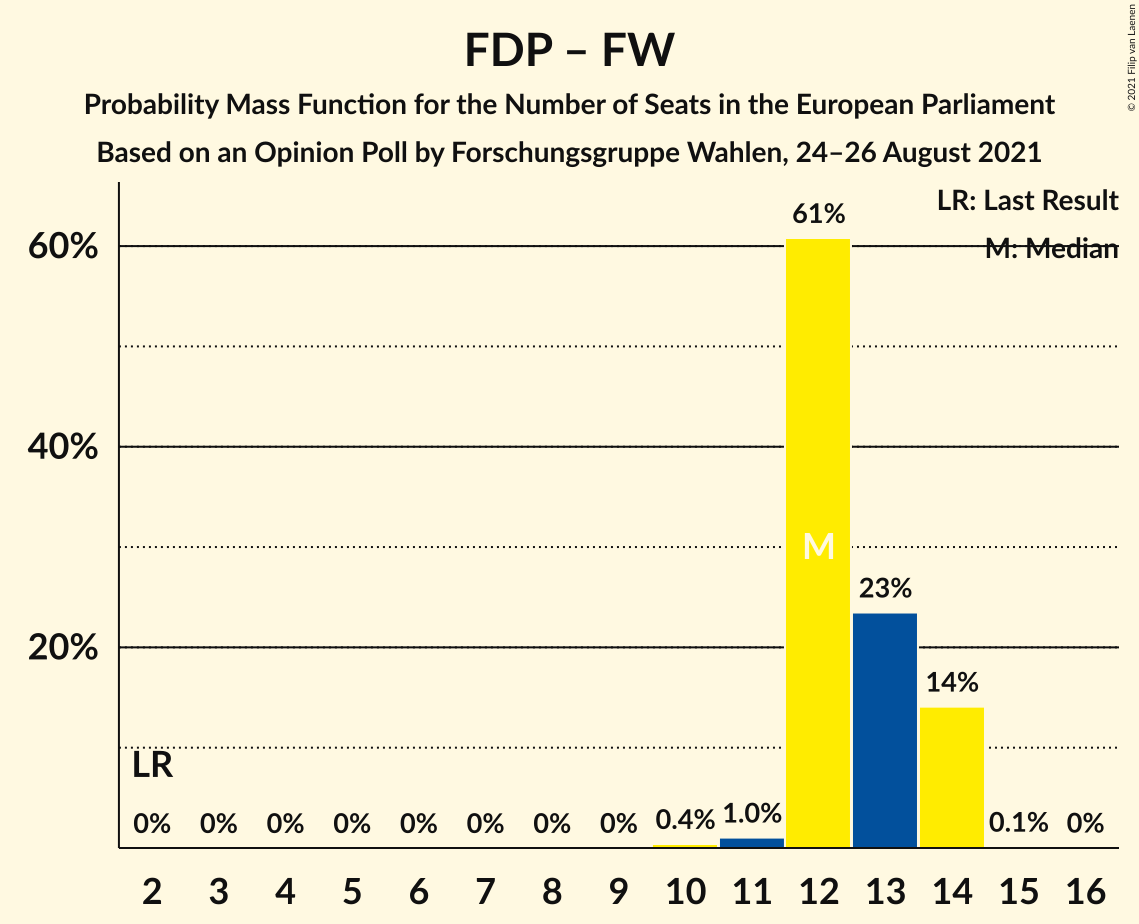 FDP – FW
Probability Mass Function for the Number of Seats in the European Parliament
Based on an Opinion Poll by Forschungsgruppe Wahlen, 24–26 August 2021
© 2021 Filip van Laenen
LR: Last Result
M: Median
60%
40%
20%
61%
M
23%
14%
LR
0% 0% 0% 0% 0% 0% 0% 0% 0.4% 1.0% 0.1% 0%
2 3 4 5 6 7 8 9 10 11 12 13 14 15 16